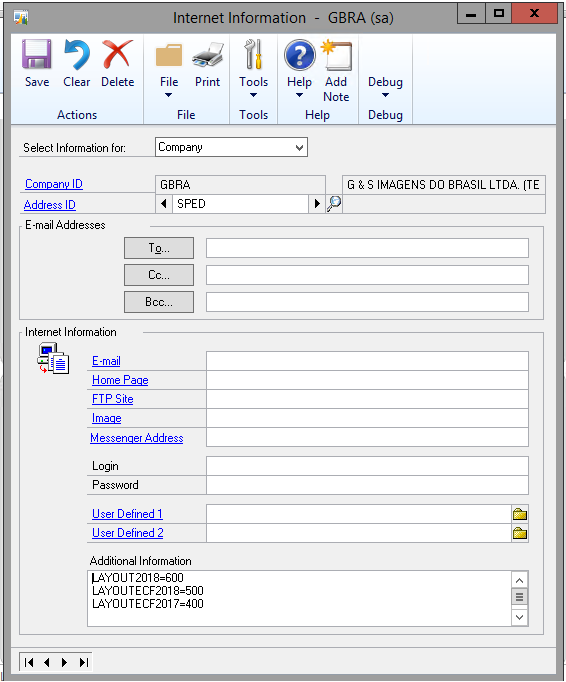 Internet Information - GBRA (sa)
Save Clear Delete File Print Tools Help Add Note Debug
Actions File Tools Help Debug
Select Information for: Company
Company ID GBRA G & S IMAGENS DO BRASIL LTDA. (TE
Address ID SPED
E-mail Addresses
To...
Cc...
Bcc...
Internet Information
E-mail
Home Page
FTP Site
Image
Messenger Address
Login
Password
User Defined 1
User Defined 2
Additional Information
LAYOUT2018=600
LAYOUTECF2018=500
LAYOUTECF2017=400